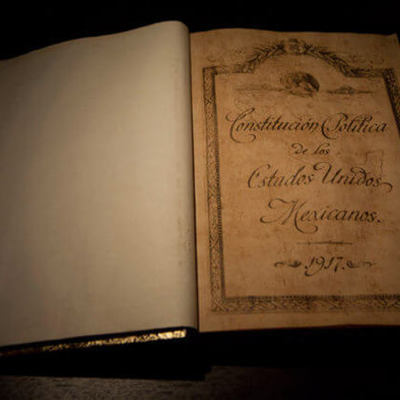 Constitución Política
de los
Estados Unidos
Mexicanos.
1917.